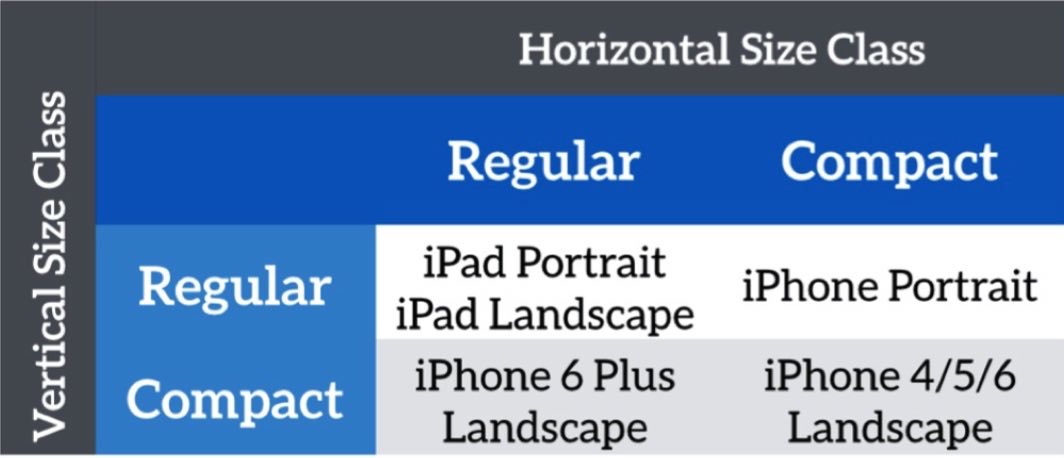 Horizontal Size Class
Vertical Size Class
Regular Compact
Regular
iPad Portrait
iPad Landscape
iPhone Portrait
Compact
iPhone 6 Plus
Landscape
iPhone 4/5/6
Landscape